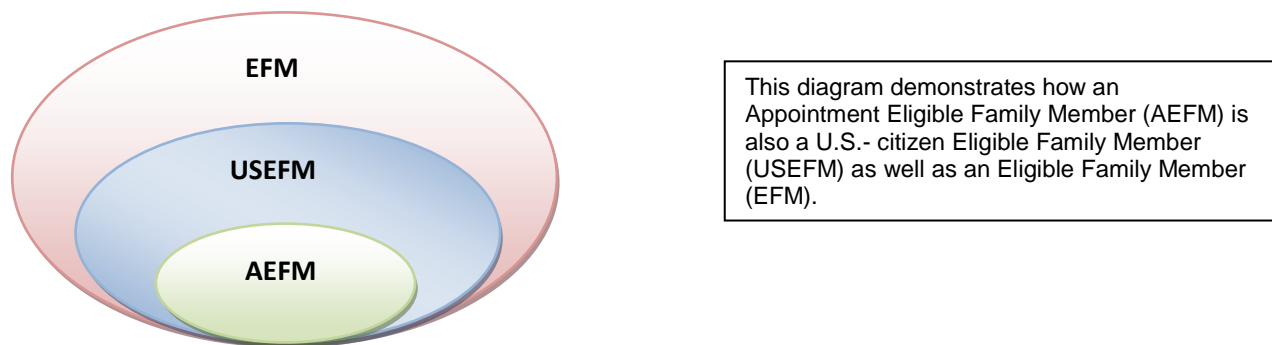 EFM
USEFM
AEFM
This diagram demonstrates how an
Appointment Eligible Family Member (AEFM) is
also a U.S.- citizen Eligible Family Member
(USEFM) as well as an Eligible Family Member
(EFM).